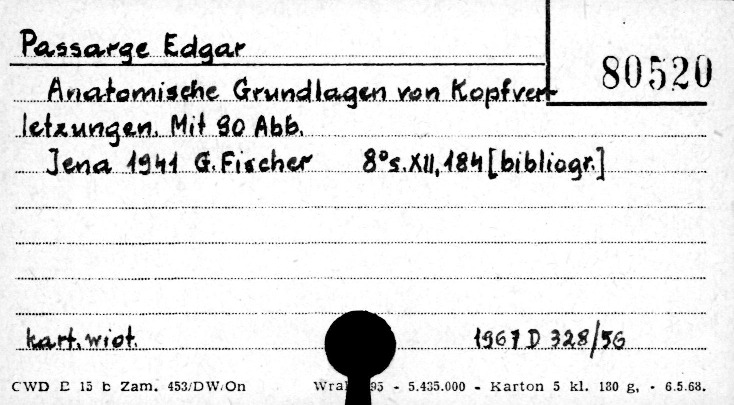 Passarge Edgar
80520
Anatomische Grundlagen von Kopfver-
letzungen. Mit 90 Abb.
Jena 1941 G. Fischer 8° s. XII, 184 [bibliogr.]
kart. wiot. 1967 D 328/56
CWD E 15 b Zam. 453/DW/On 95 - 5.435.000 - Karton 5 kl. 180 g, - 6.5.68.